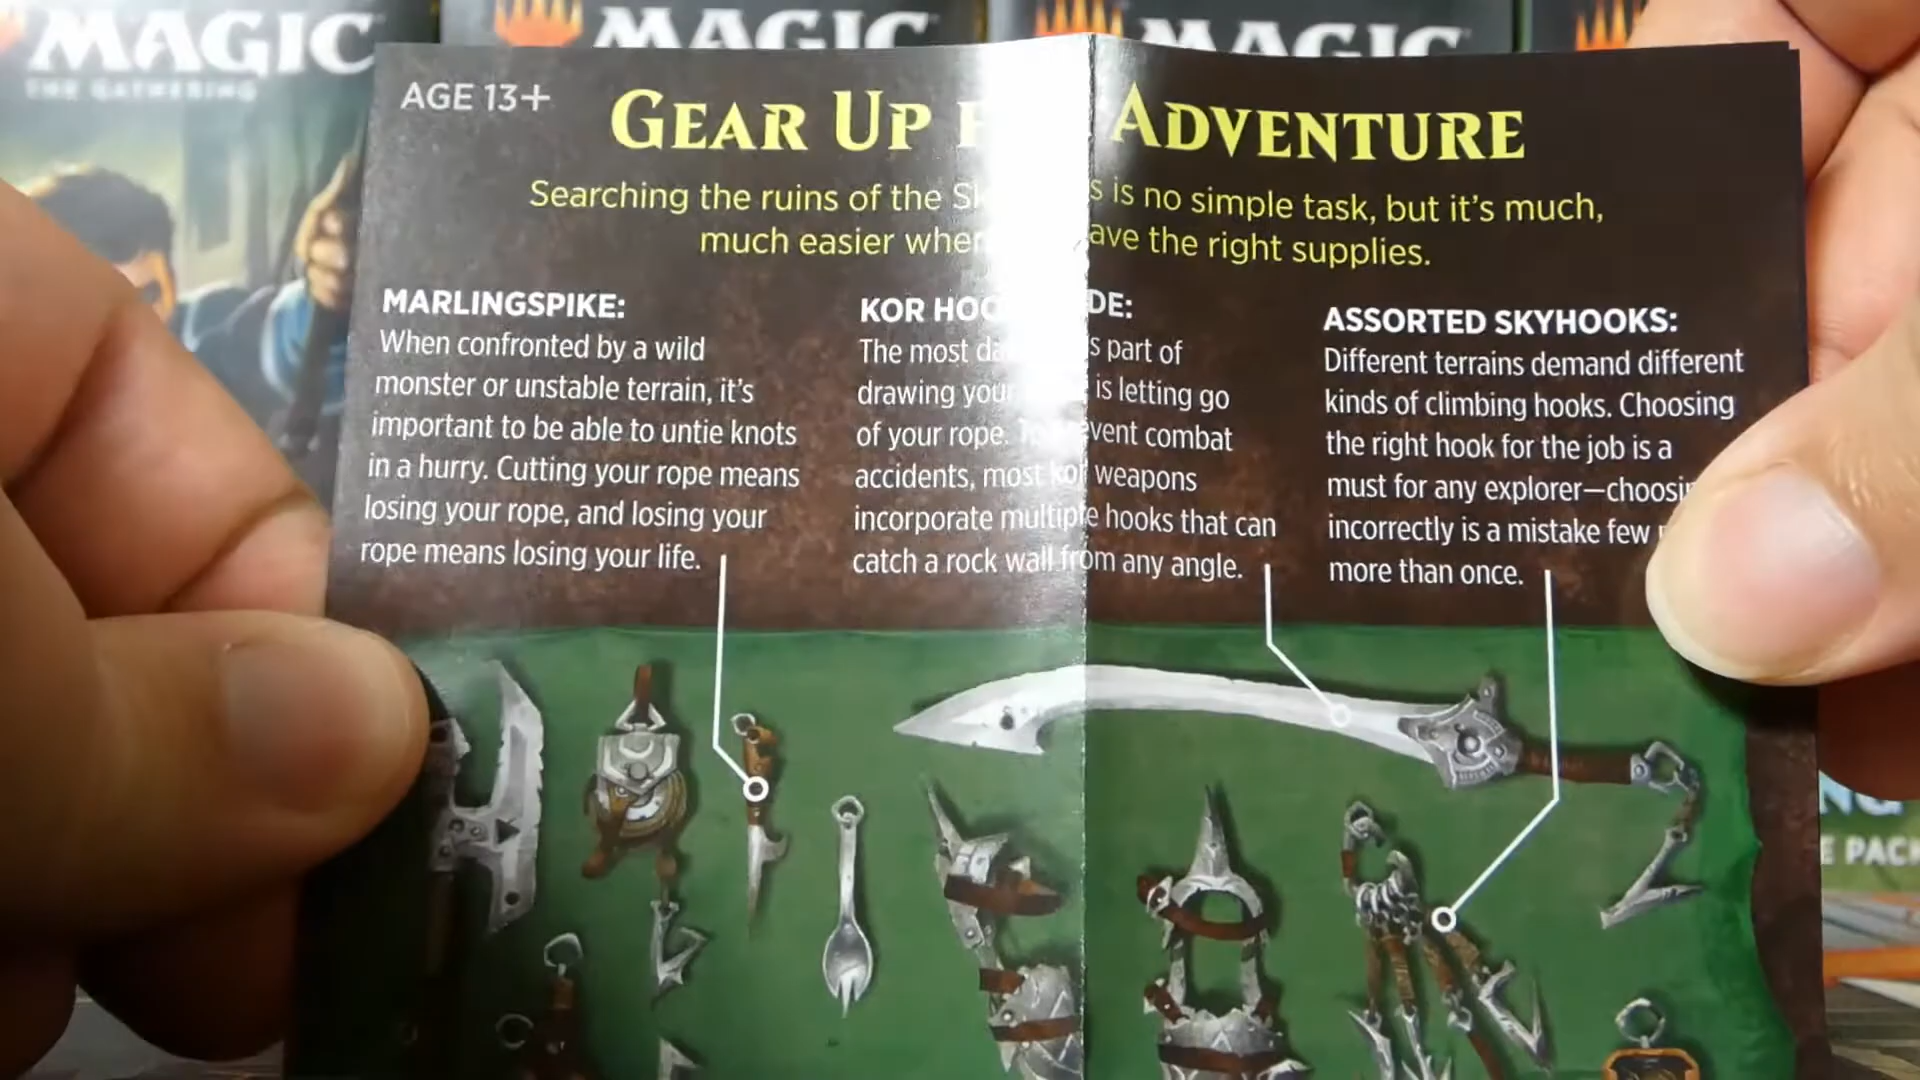 MAGIC
THE GATHERING
MAGIC
MAGIC
AGE 13+
GEAR UP ADVENTURE
Searching the ruins of the is no simple task, but it's much,
much easier when the right supplies.
MARLINGSPIKE:
When confronted by a wild
monster or unstable terrain, it's
important to be able to untie knots
in a hurry. Cutting your rope means
losing your rope, and losing your
rope means losing your life.
KOR
The most part of
drawing your is letting go
of your rope. combat
accidents, most kor weapons
incorporate multiple hooks that can
catch a rock wall from any angle.
ASSORTED SKYHOOKS:
Different terrains demand different
kinds of climbing hooks. Choosing
the right hook for the job is a
must for any explorer—
incorrectly is a mistake few
more than once.
PACK